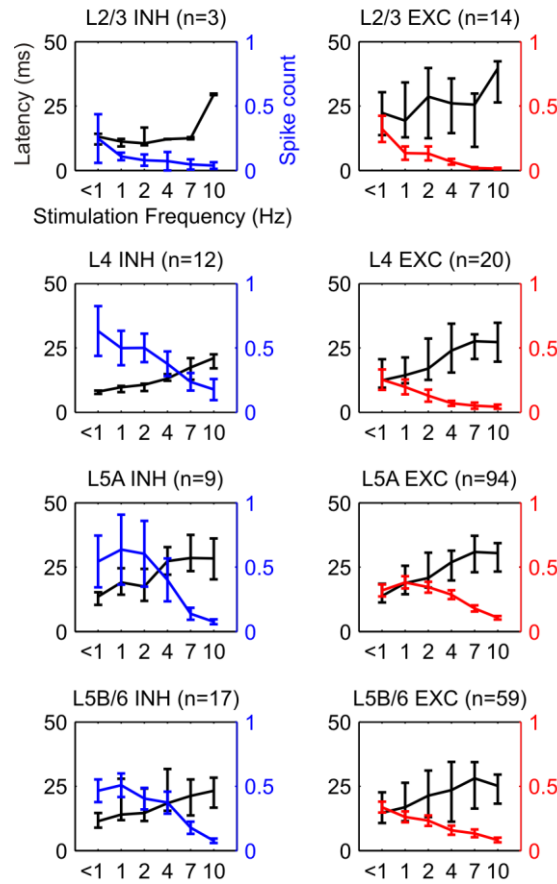 L2/3 INH (n=3)
L2/3 EXC (n=14)
Latency (ms)
Spike count
50
25
0
1
0.5
0
<1 1 2 4 7 10
Stimulation Frequency (Hz)
50
25
0
1
0.5
0
<1 1 2 4 7 10
L4 INH (n=12)
50
25
0
1
0.5
0
<1 1 2 4 7 10
L4 EXC (n=20)
50
25
0
1
0.5
0
<1 1 2 4 7 10
L5A INH (n=9)
50
25
0
1
0.5
0
<1 1 2 4 7 10
L5A EXC (n=94)
50
25
0
1
0.5
0
<1 1 2 4 7 10
L5B/6 INH (n=17)
50
25
0
1
0.5
0
<1 1 2 4 7 10
L5B/6 EXC (n=59)
50
25
0
1
0.5
0
<1 1 2 4 7 10